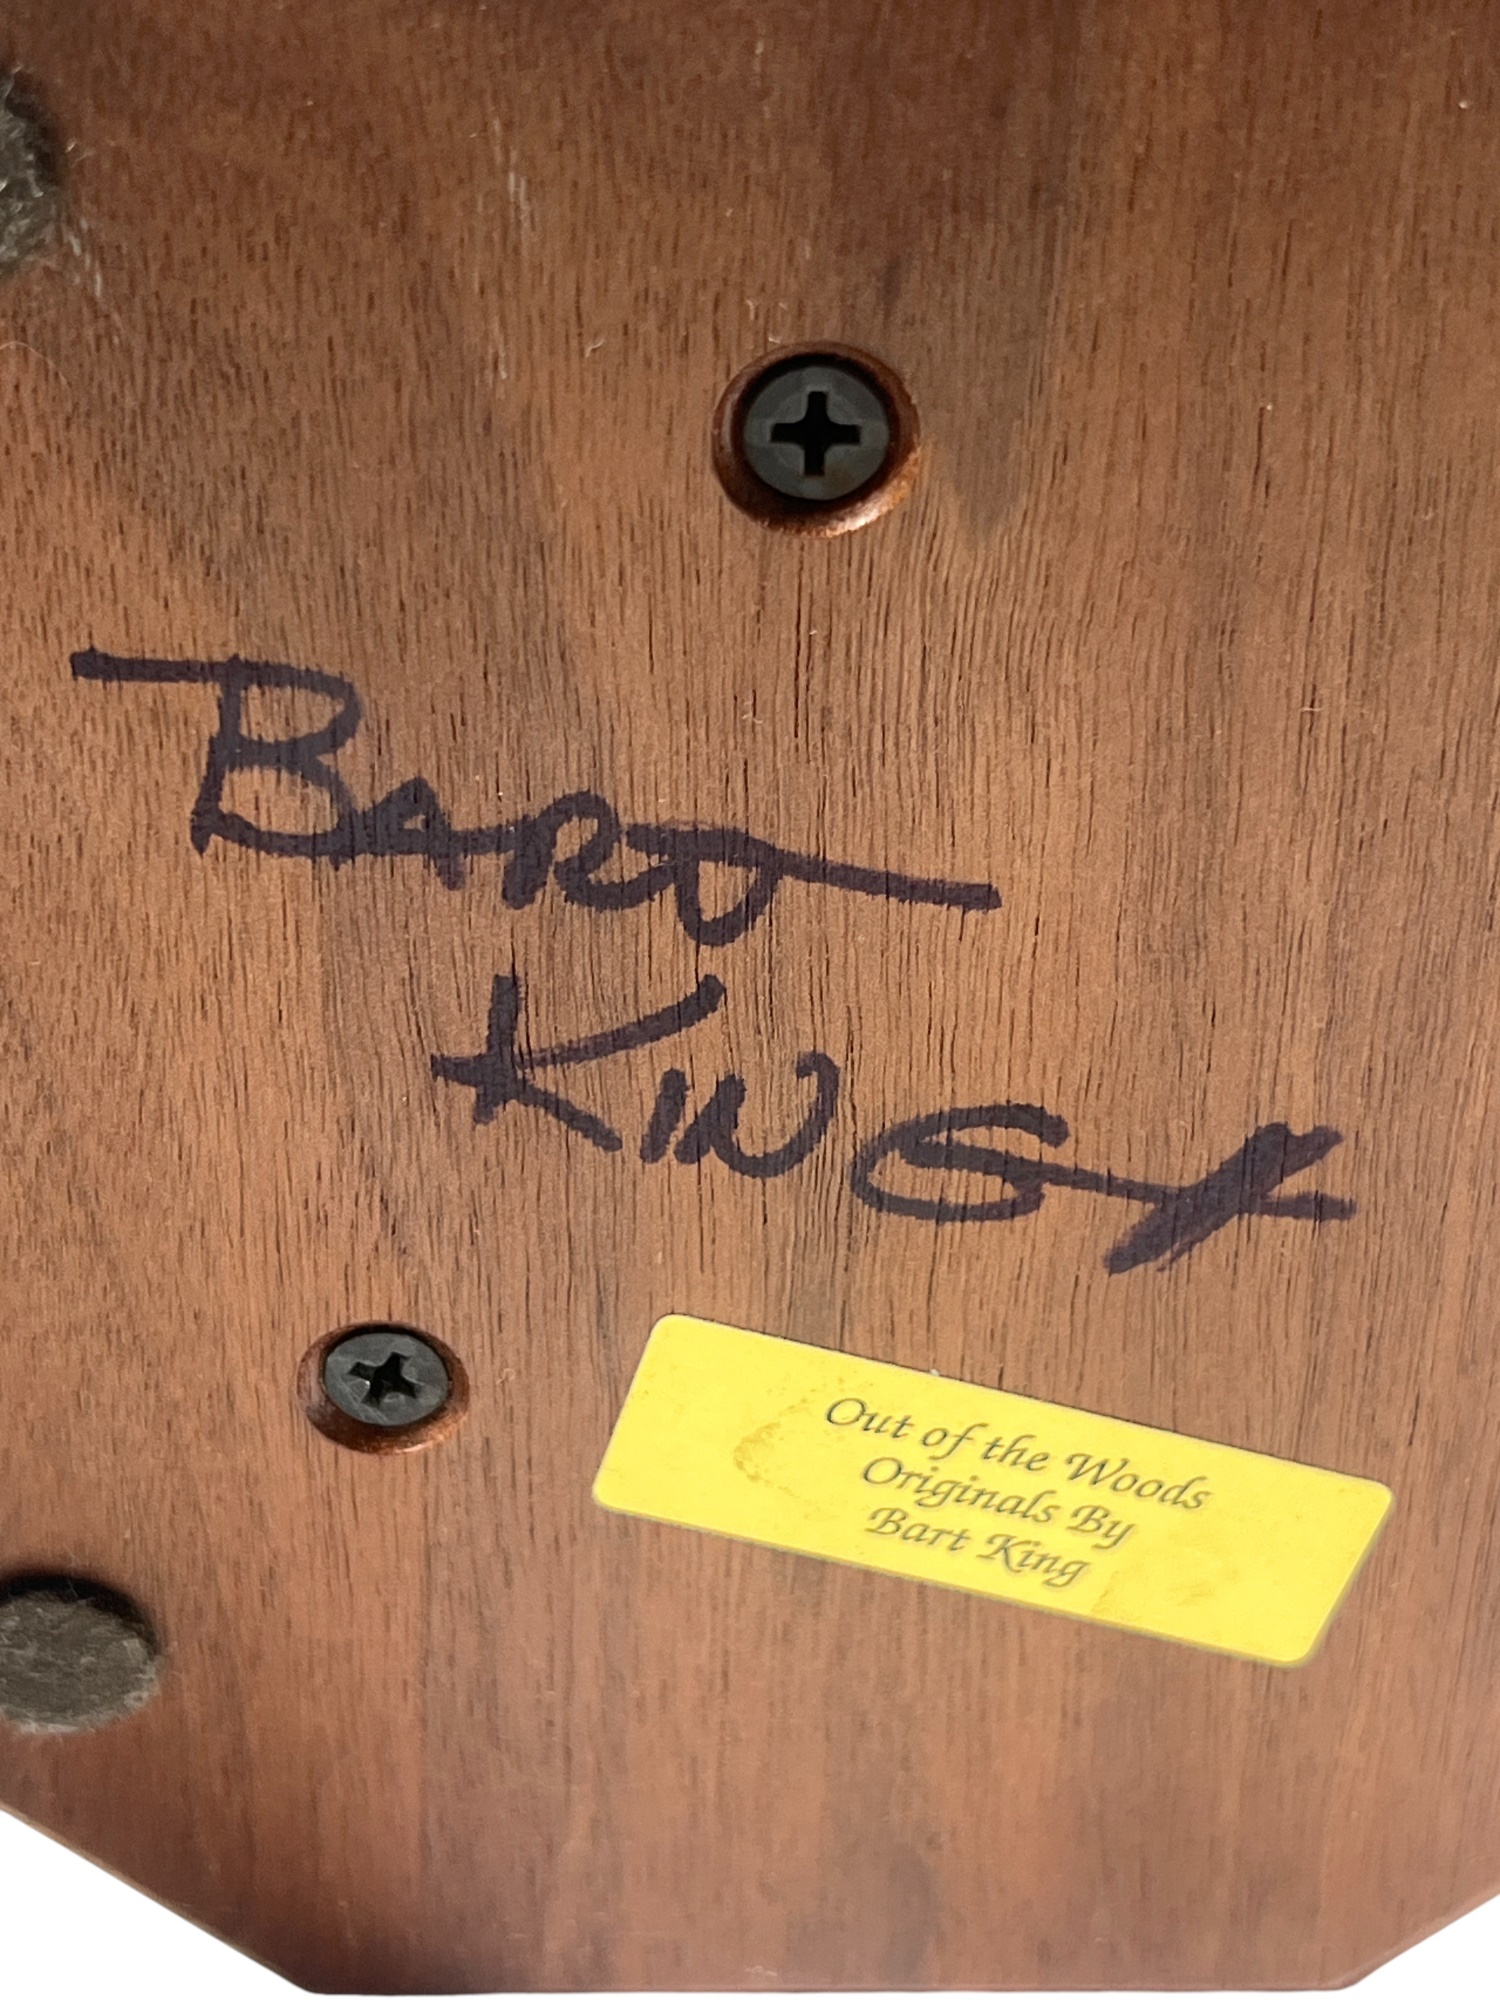 BART
KING
Out of the Woods
Originals By
Bart King